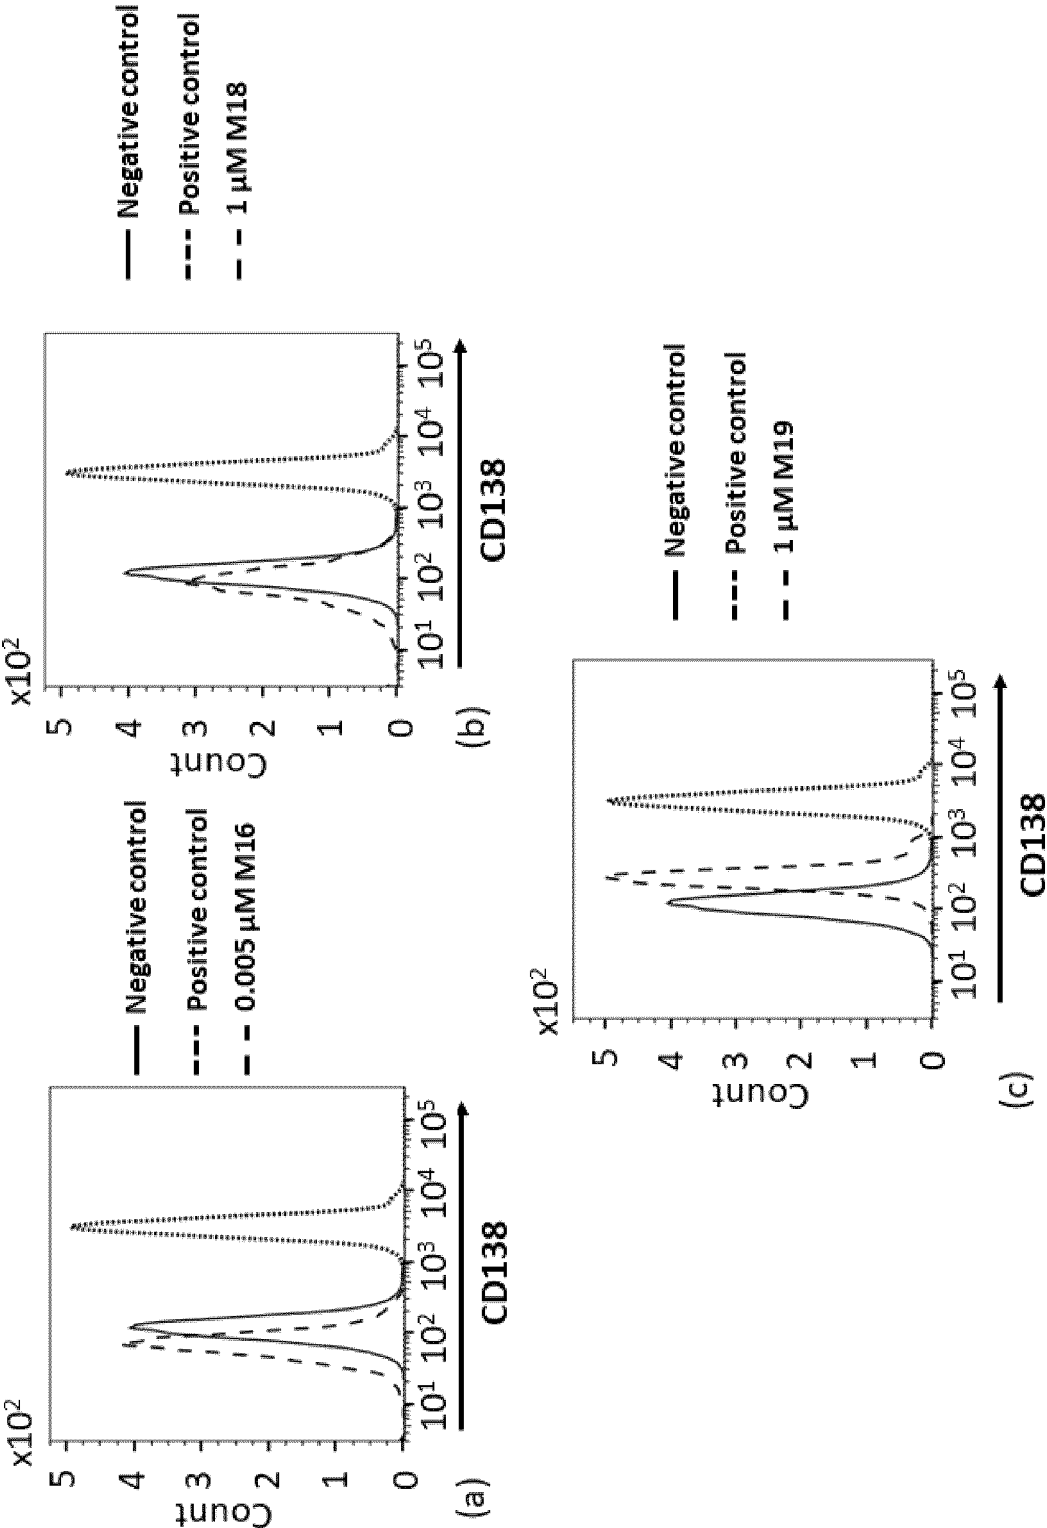 x10²
5
4
3
2
1
0
Count
10¹ 10² 10³ 10⁴ 10⁵
CD138
(a)
Negative control
Positive control
0.005 µM M16
x10²
5
4
3
2
1
0
Count
10¹ 10² 10³ 10⁴ 10⁵
CD138
(b)
Negative control
Positive control
1 µM M18
x10²
5
4
3
2
1
0
Count
10¹ 10² 10³ 10⁴ 10⁵
CD138
(c)
Negative control
Positive control
1 µM M19